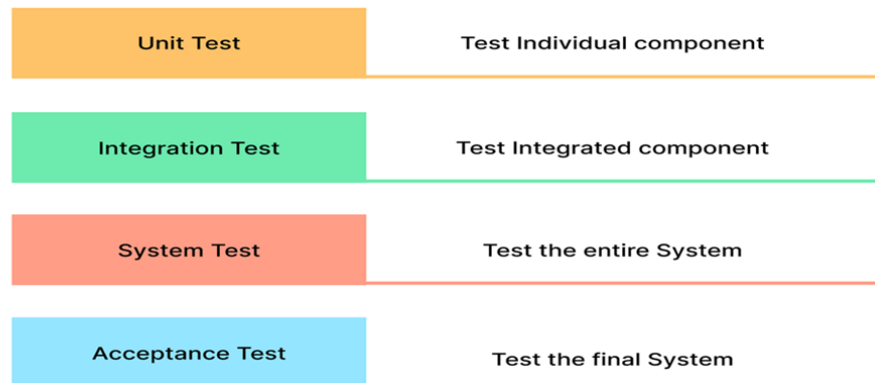 Unit Test
Test Individual component
Integration Test
Test Integrated component
System Test
Test the entire System
Acceptance Test
Test the final System